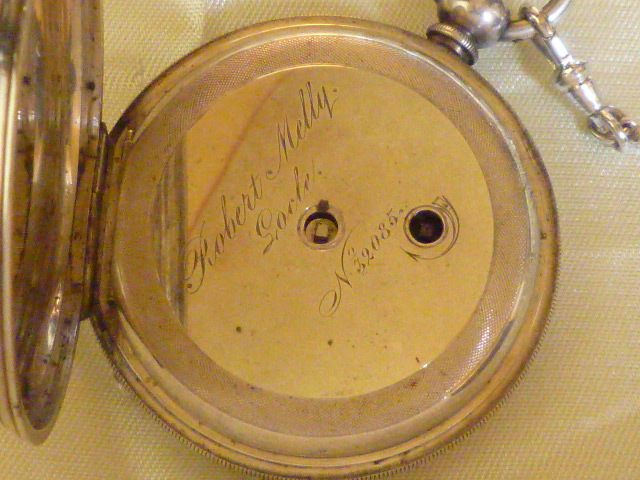 Robert Melly.
Locle.
No 32085.